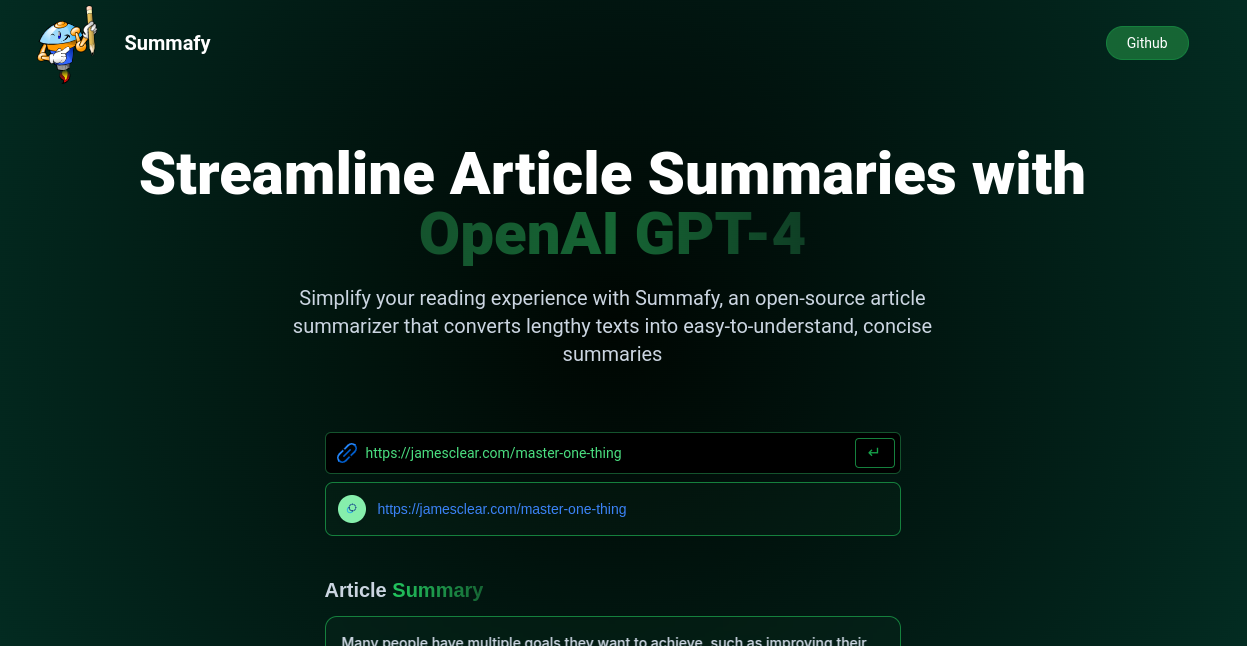 Summafy
Github
Streamline Article Summaries with
OpenAI GPT-4
Simplify your reading experience with Summafy, an open-source article
summarizer that converts lengthy texts into easy-to-understand, concise
summaries
https://jamesclear.com/master-one-thing
↵
https://jamesclear.com/master-one-thing
Article Summary
Many people have multiple goals they want to achieve, such as improving their